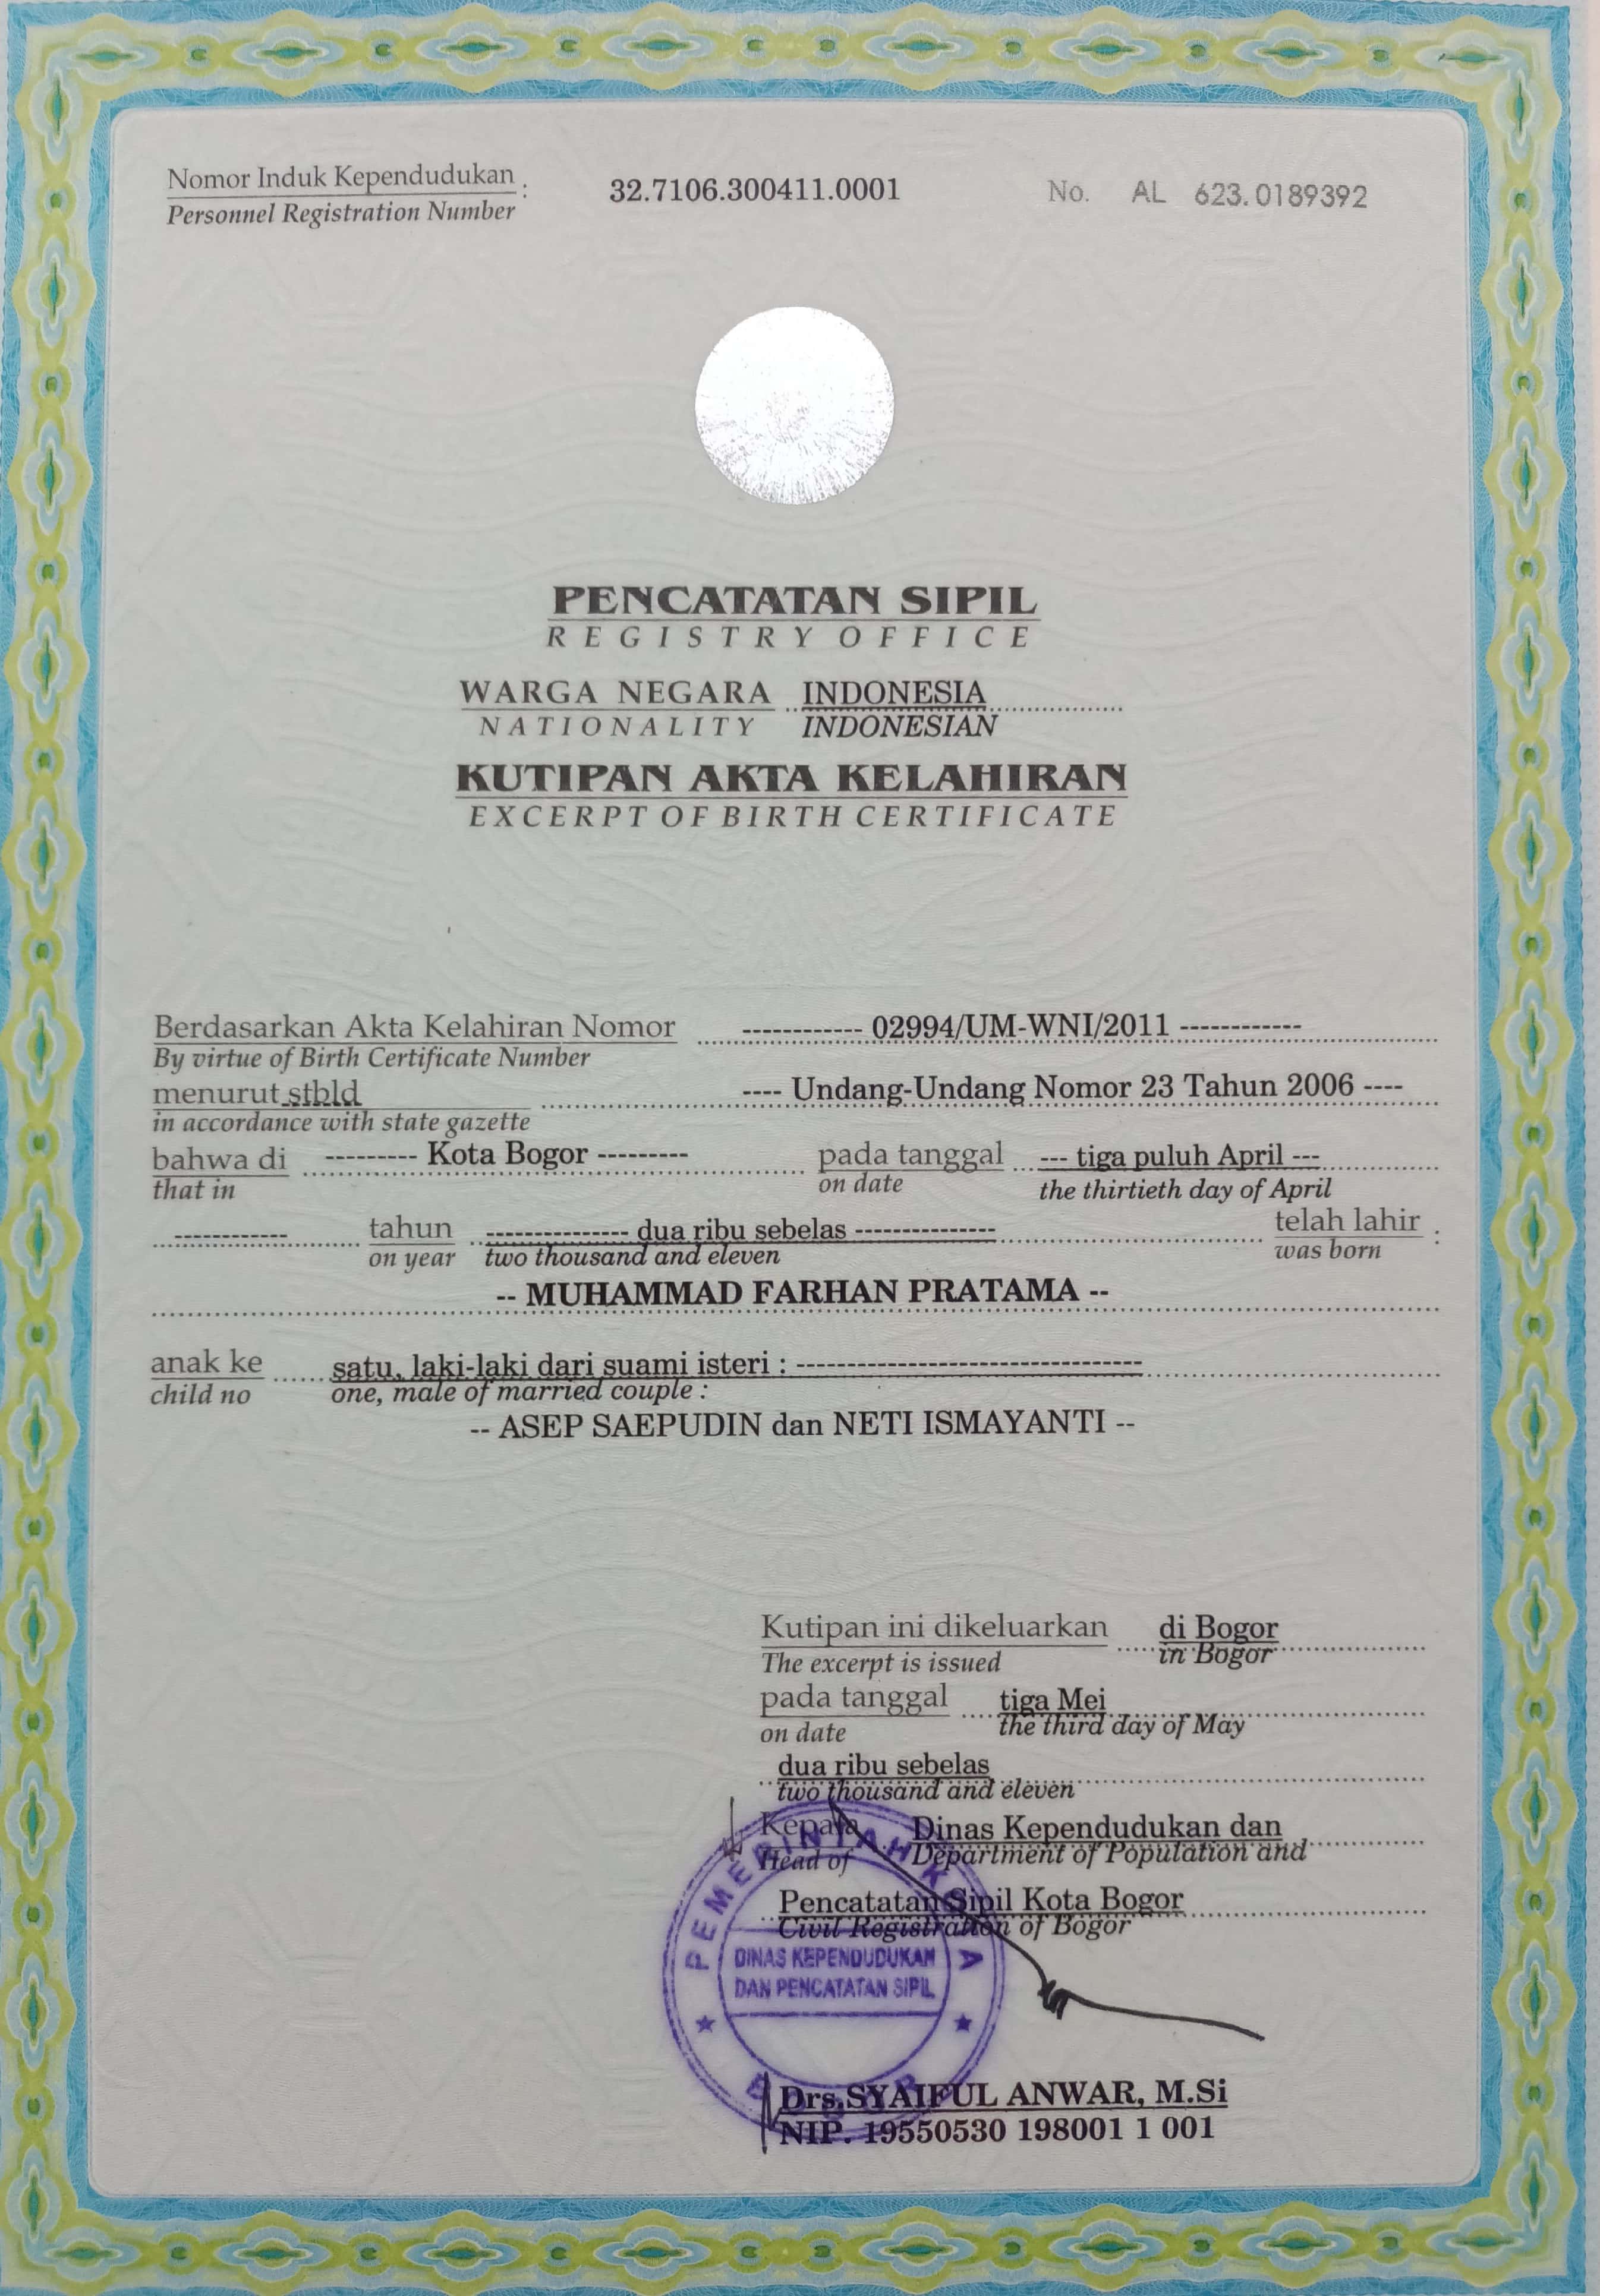 Nomor Induk Kependudukan : 32.7106.300411.0001 No. AL 623.0189392
Personnel Registration Number
PENCATATAN SIPIL
REGISTRY OFFICE
WARGA NEGARA INDONESIA
NATIONALITY INDONESIAN
KUTIPAN AKTA KELAHIRAN
EXCERPT OF BIRTH CERTIFICATE
Berdasarkan Akta Kelahiran Nomor ------------ 02994/UM-WNI/2011 ------------
By virtue of Birth Certificate Number
menurut stbld ---- Undang-Undang Nomor 23 Tahun 2006 ----
in accordance with state gazette
bahwa di --------- Kota Bogor --------- pada tanggal --- tiga puluh April ---
that in on date the thirtieth day of April
------------ tahun --------------- dua ribu sebelas --------------- telah lahir :
on year two thousand and eleven was born
-- MUHAMMAD FARHAN PRATAMA --
anak ke satu, laki-laki dari suami isteri : ----------------------------------
child no one, male of married couple :
-- ASEP SAEPUDIN dan NETI ISMAYANTI --
Kutipan ini dikeluarkan di Bogor
The excerpt is issued in Bogor
pada tanggal tiga Mei
on date the third day of May
dua ribu sebelas
two thousand and eleven
Kepala Dinas Kependudukan dan
Head of Department of Population and
Pencatatan Sipil Kota Bogor
Civil Registration of Bogor
PEMERINTAH KOTA
DINAS KEPENDUDUKAN
DAN PENCATATAN SIPIL
BOGOR
Drs.SYAIFUL ANWAR, M.Si
NIP. 19550530 198001 1 001